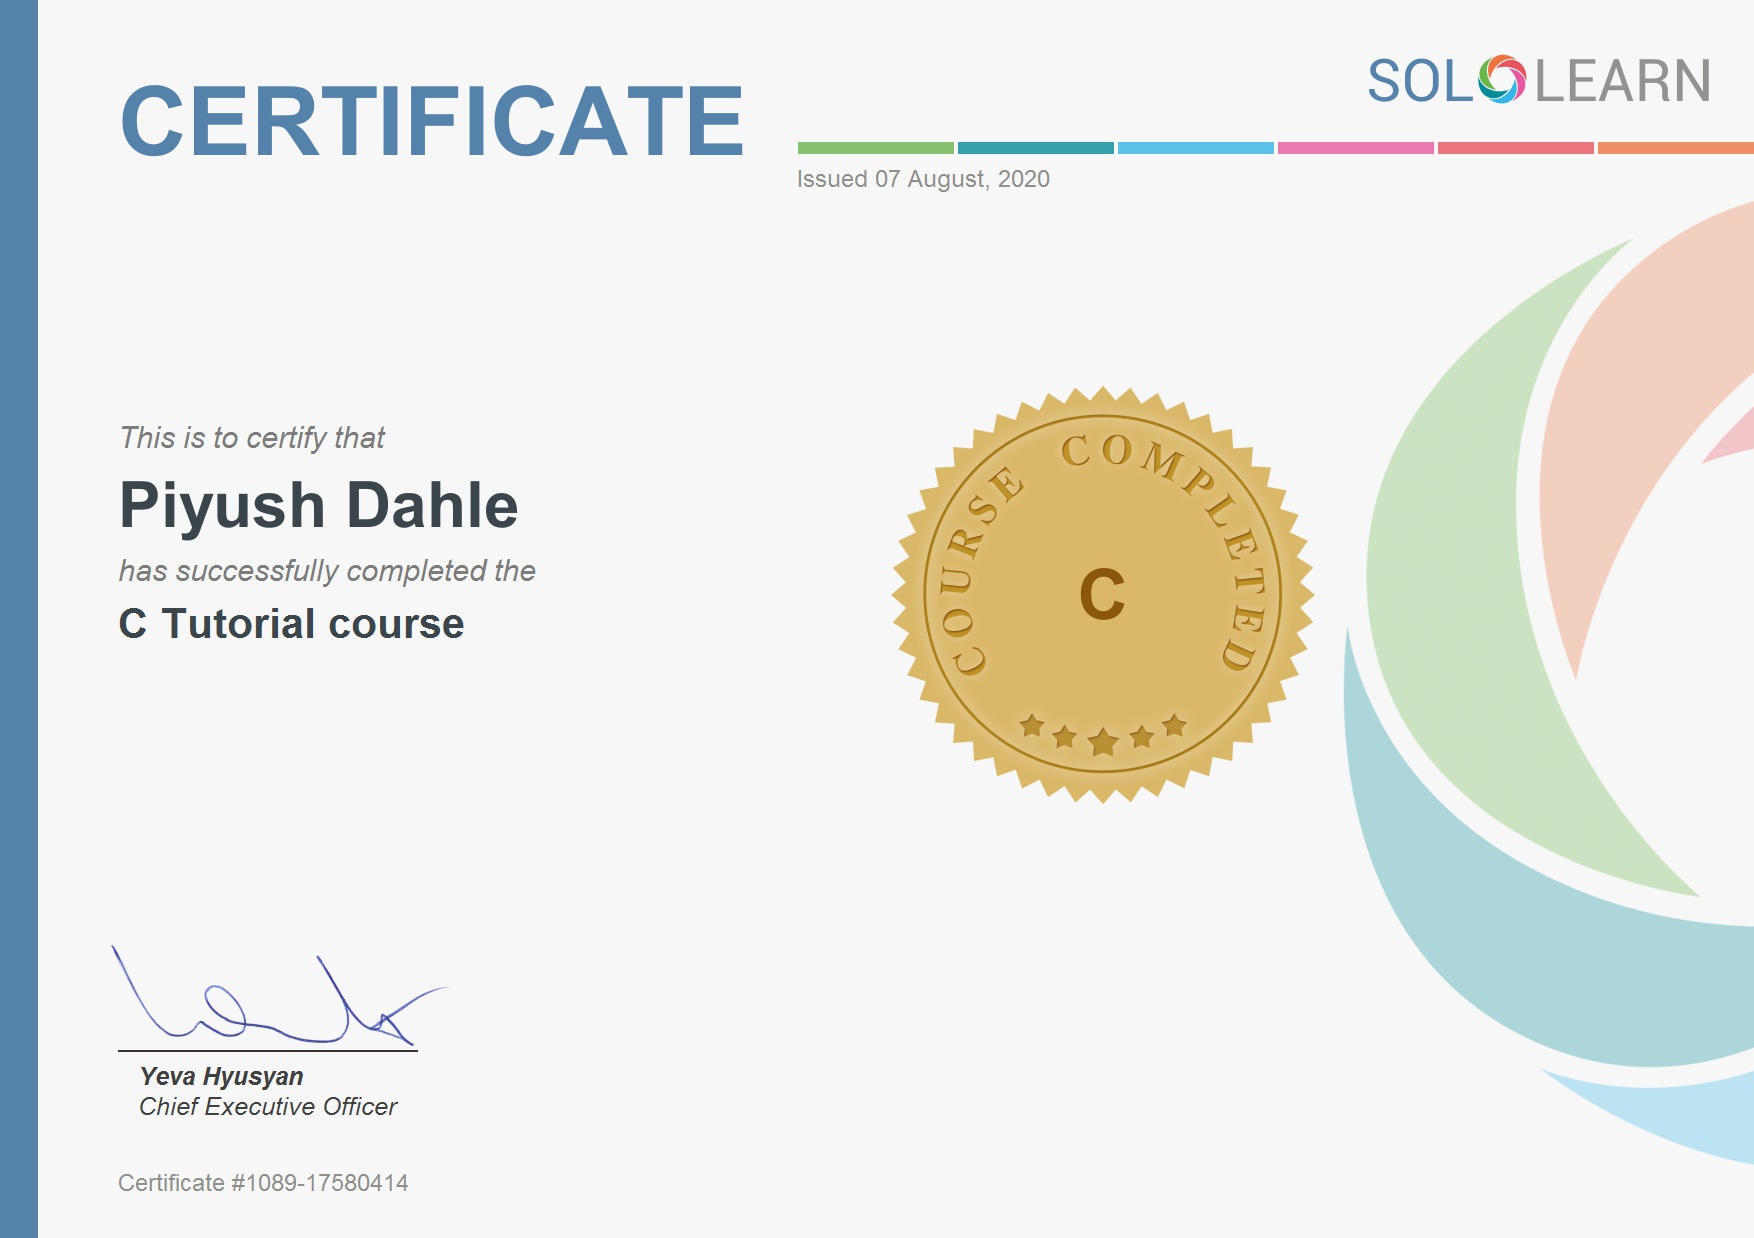 CERTIFICATE
SOLOLEARN
Issued 07 August, 2020
This is to certify that
Piyush Dahle
has successfully completed the
C Tutorial course
COURSE COMPLETED
C
Yeva Hyusyan
Chief Executive Officer
Certificate #1089-17580414